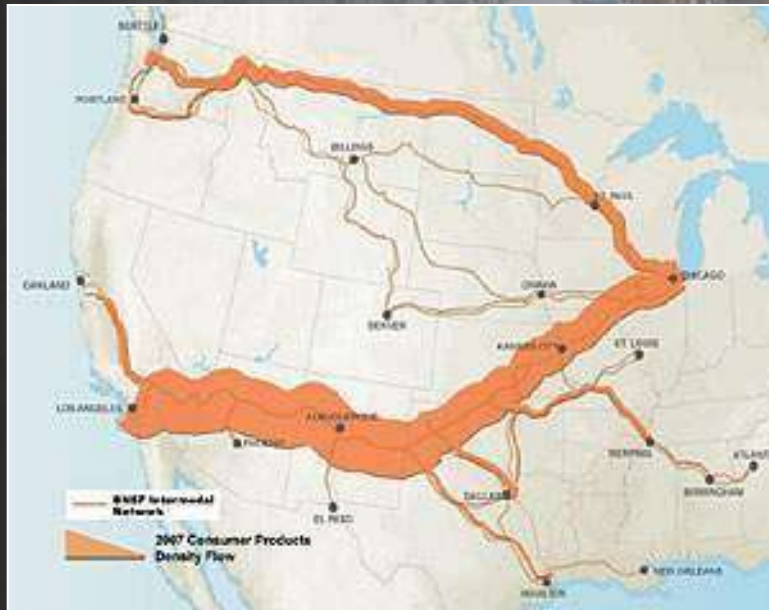 SEATTLE
PORTLAND
BILLINGS
ST. PAUL
OAKLAND
CHICAGO
OMAHA
DENVER
KANSAS CITY
ST. LOUIS
LOS ANGELES
ALBUQUERQUE
PHOENIX
MEMPHIS
ATLANTA
BIRMINGHAM
DALLAS
EL PASO
BNSF Intermodal
Network
2007 Consumer Products
Density Flow
NEW ORLEANS
HOUSTON